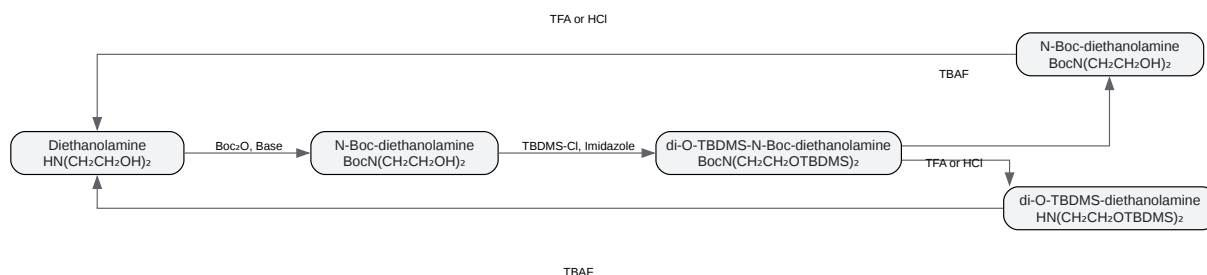 TFA or HCl
N-Boc-diethanolamine
BocN(CH₂CH₂OH)₂
TBAF
Diethanolamine
HN(CH₂CH₂OH)₂
Boc₂O, Base
N-Boc-diethanolamine
BocN(CH₂CH₂OH)₂
TBDMS-Cl, Imidazole
di-O-TBDMS-N-Boc-diethanolamine
BocN(CH₂CH₂OTBDMS)₂
TFA or HCl
di-O-TBDMS-diethanolamine
HN(CH₂CH₂OTBDMS)₂
TBAF